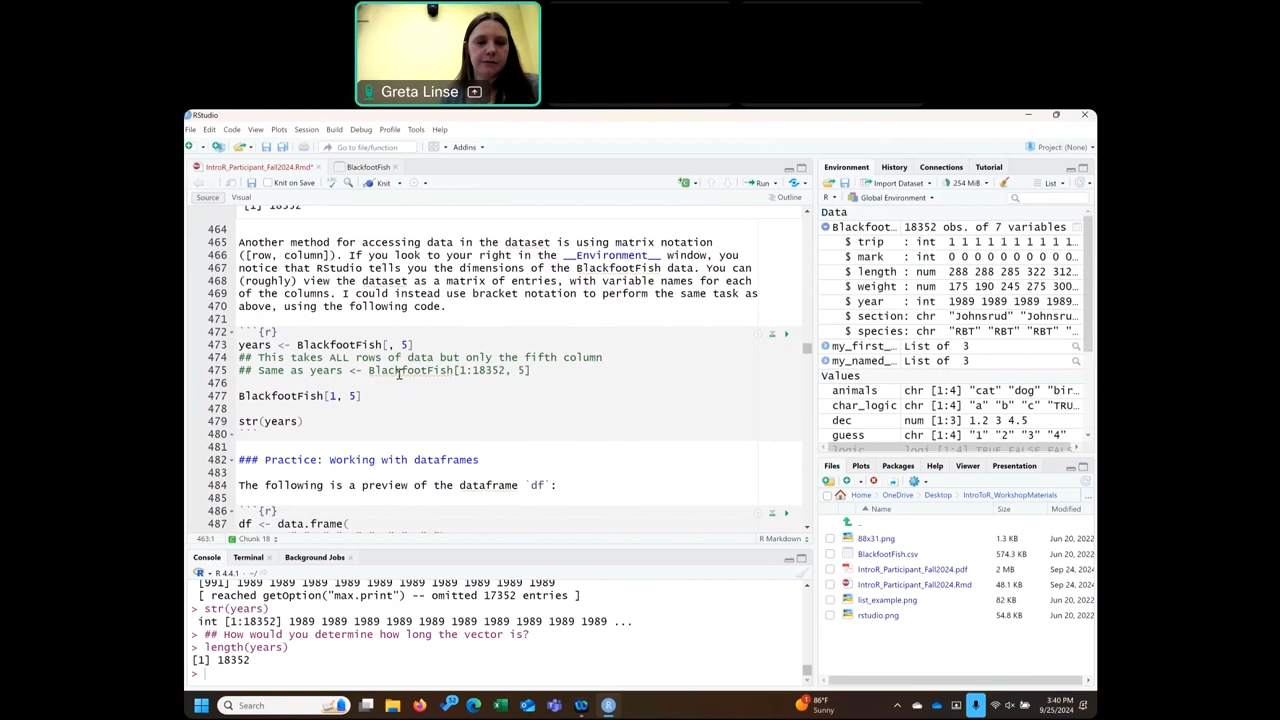 Greta Linse
RStudio
File Edit Code View Plots Session Build Debug Profile Tools Help
Go to file/function
Addins
Project: (None)
IntroR_Participant_Fall2024.Rmd*
BlackfootFish
Knit on Save
Knit
Run
Source
Visual
Outline
[1] 18352
464
465 Another method for accessing data in the dataset is using matrix notation
466 ([row, column]). If you look to your right in the __Environment__ window, you
467 notice that RStudio tells you the dimensions of the BlackfootFish data. You can
468 (roughly) view the dataset as a matrix of entries, with variable names for each
469 of the columns. I could instead use bracket notation to perform the same task as
470 above, using the following code.
471
472 ```{r}
473 years <- BlackfootFish[, 5]
474 ## This takes ALL rows of data but only the fifth column
475 ## Same as years <- BlackfootFish[1:18352, 5]
476
477 BlackfootFish[1, 5]
478
479 str(years)
480 ```
481
482 ### Practice: Working with dataframes
483
484 The following is a preview of the dataframe `df`:
485
486 ```{r}
487 df <- data.frame(
463:1
Chunk 18
R Markdown
Console
Terminal
Background Jobs
R 4.4.1 · ~/
[991] 1989 1989 1989 1989 1989 1989 1989 1989 1989 1989
[ reached getOption("max.print") -- omitted 17352 entries ]
> str(years)
int [1:18352] 1989 1989 1989 1989 1989 1989 1989 1989 1989 1989 ...
> ## How would you determine how long the vector is?
> length(years)
[1] 18352
>
Environment
History
Connections
Tutorial
Import Dataset
254 MiB
List
R
Global Environment
Data
Blackfoot… 18352 obs. of 7 variables
$ trip : int 1 1 1 1 1 1 1 1 1 1…
$ mark : int 0 0 0 0 0 0 0 0 0 0…
$ length : num 288 288 285 322 312…
$ weight : num 175 190 245 275 300…
$ year : int 1989 1989 1989 1989…
$ section: chr "Johnsrud" "Johnsru…
$ species: chr "RBT" "RBT" "RBT" "R…
my_first_… List of 3
my_named_… List of 3
Values
animals chr [1:4] "cat" "dog" "bir…
char_logic chr [1:4] "a" "b" "c" "TRU…
dec num [1:3] 1.2 3 4.5
guess chr [1:4] "1" "2" "3" "4"
Files
Plots
Packages
Help
Viewer
Presentation
Home
OneDrive
Desktop
IntroToR_WorkshopMaterials
Name
Size
Modified
..
88x31.png 1.3 KB Jun 20, 2022
BlackfootFish.csv 574.3 KB Jun 20, 2022
IntroR_Participant_Fall2024.pdf 2 MB Sep 24, 2024
IntroR_Participant_Fall2024.Rmd 48.1 KB Sep 24, 2024
list_example.png 82 KB Jun 20, 2022
rstudio.png 54.8 KB Jun 20, 2022
Search
86°F
Sunny
3:40 PM
9/25/2024